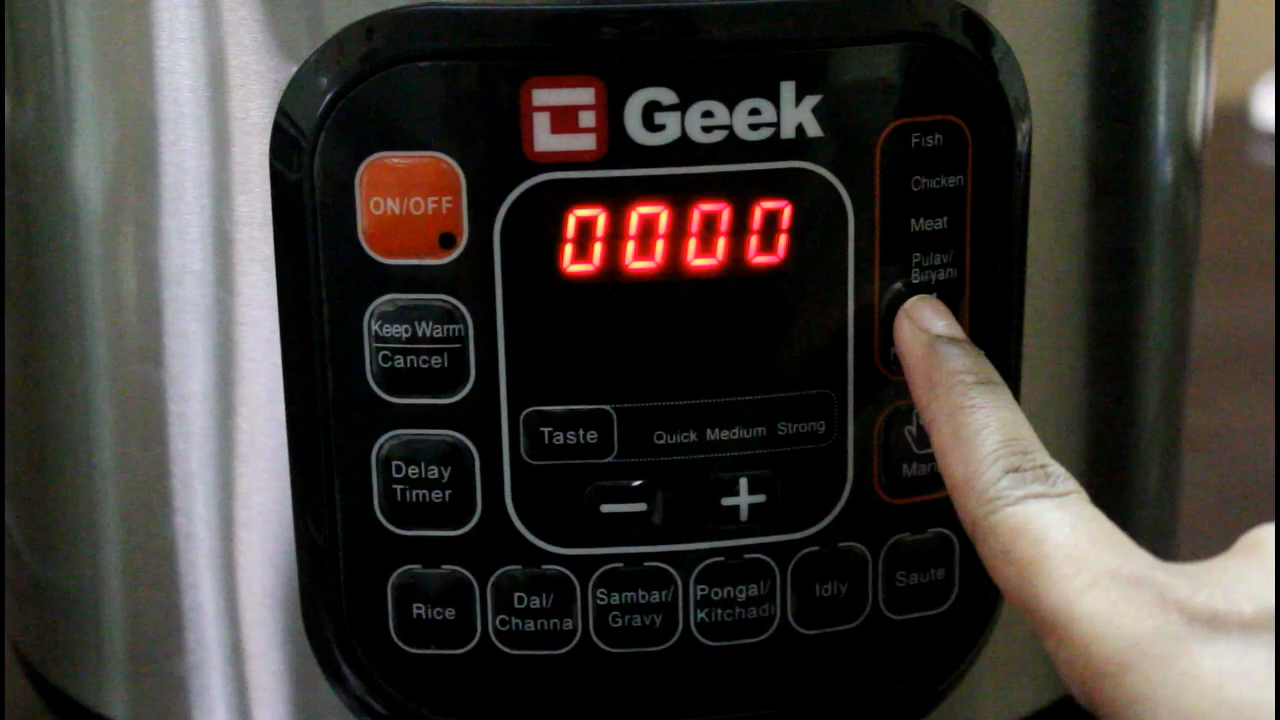 Geek
ON/OFF
0000
Fish
Chicken
Meat
Pulav/
Biryani
Keep Warm
Cancel
Taste
Quick Medium Strong
Delay
Timer
Rice
Dal/
Channa
Sambar/
Gravy
Pongal/
Kitchadi
Idly
Saute